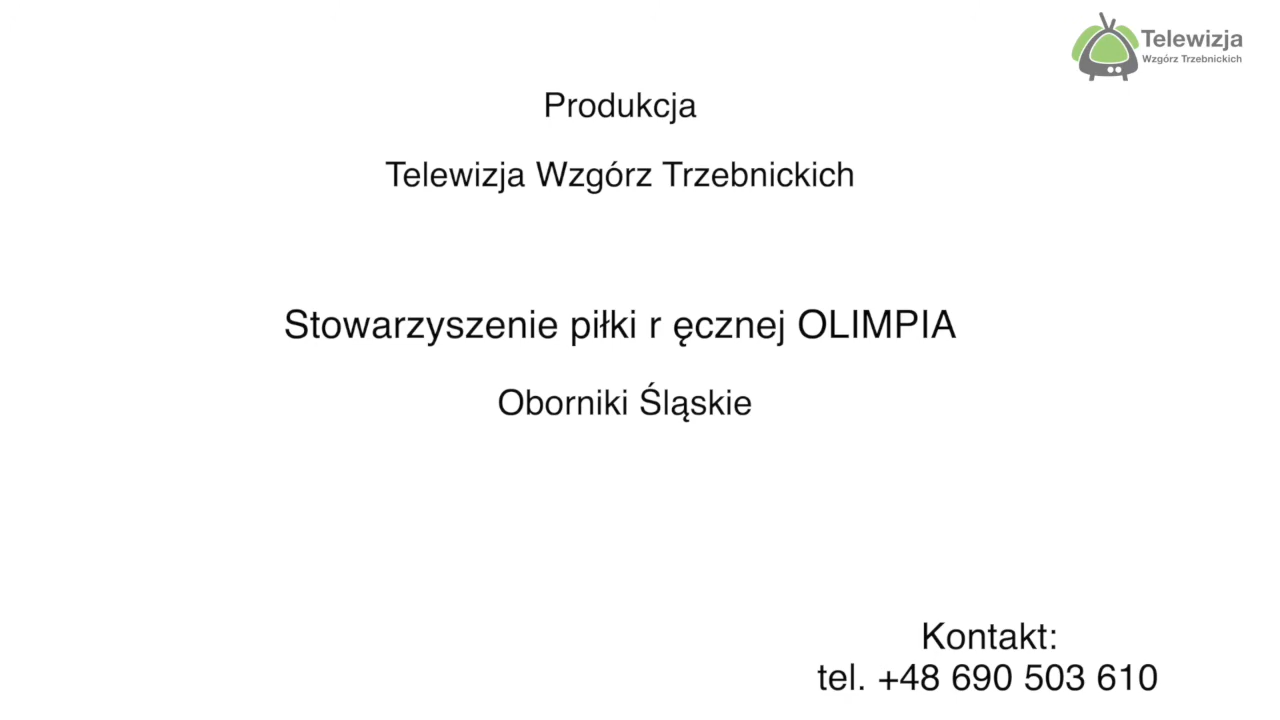 Telewizja
Wzgórz Trzebnickich
Produkcja
Telewizja Wzgórz Trzebnickich
Stowarzyszenie piłki r ęcznej OLIMPIA
Oborniki Śląskie
Kontakt:
tel. +48 690 503 610